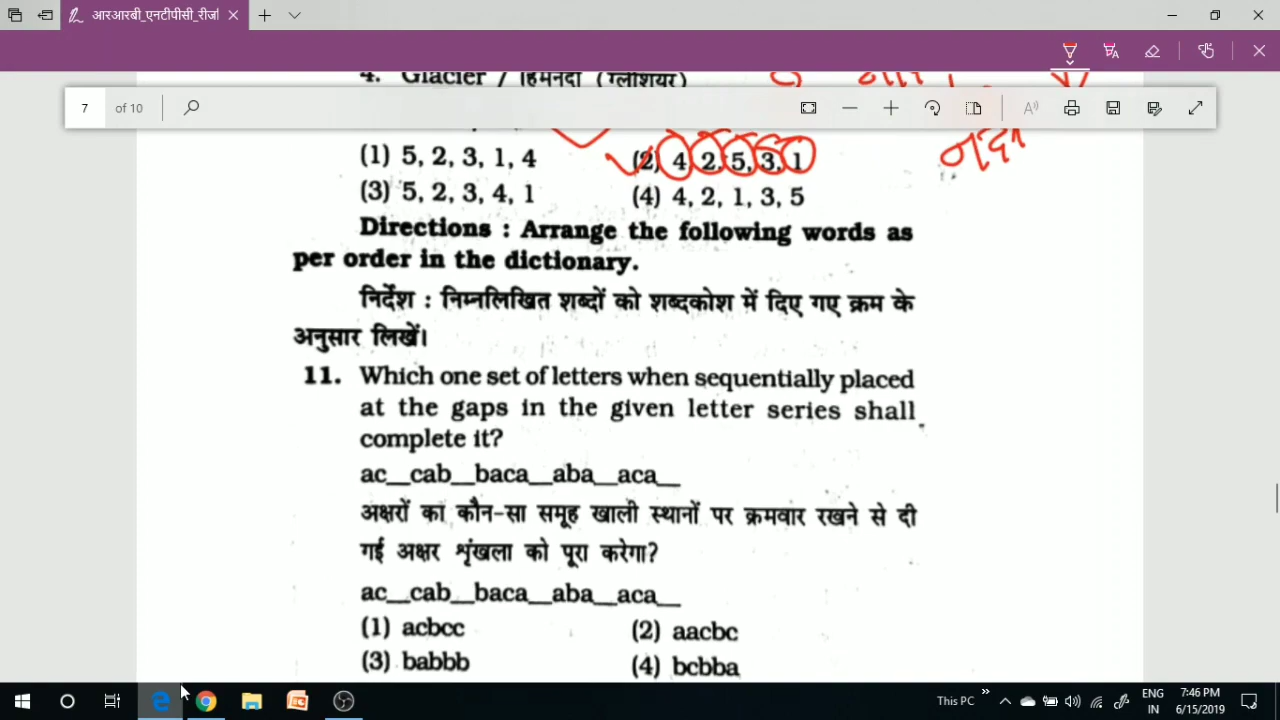 आरआरबी_एनटीपीसी_रीजॉ
4. Glacier / हिमनदी (ग्लेशियर)
7 of 10
(1) 5, 2, 3, 1, 4 (2) 4, 2, 5, 3, 1
नदी
(3) 5, 2, 3, 4, 1 (4) 4, 2, 1, 3, 5
Directions : Arrange the following words as
per order in the dictionary.
निर्देश : निम्नलिखित शब्दों को शब्दकोश में दिए गए क्रम के
अनुसार लिखें।
11. Which one set of letters when sequentially placed
at the gaps in the given letter series shall
complete it?
ac__cab__baca__aba__aca__
अक्षरों का कौन-सा समूह खाली स्थानों पर क्रमवार रखने से दी
गई अक्षर शृंखला को पूरा करेगा?
ac__cab__baca__aba__aca__
(1) acbcc (2) aacbc
(3) babbb (4) bcbba
This PC » ENG 7:46 PM
IN 6/15/2019